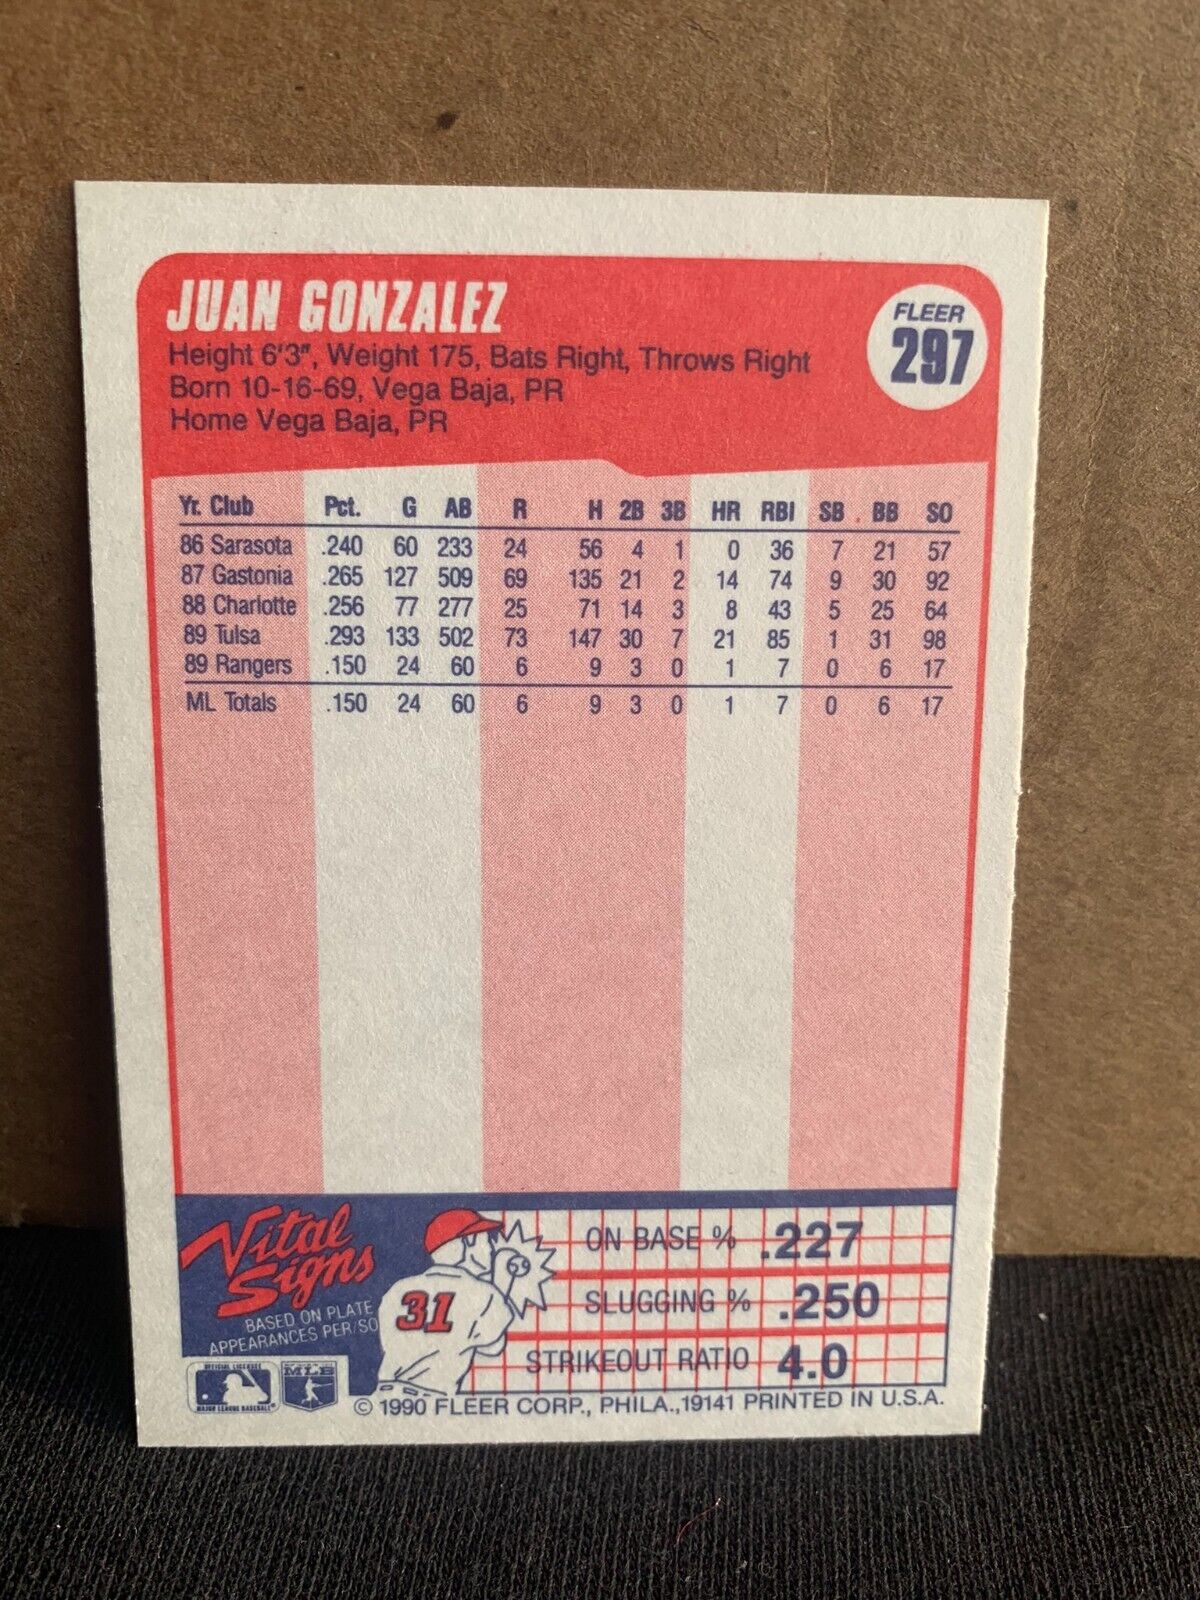 JUAN GONZALEZ
Height 6'3", Weight 175, Bats Right, Throws Right
Born 10-16-69, Vega Baja, PR
Home Vega Baja, PR
FLEER
297
Yr. Club Pct. G AB R H 2B 3B HR RBI SB BB SO
86 Sarasota .240 60 233 24 56 4 1 0 36 7 21 57
87 Gastonia .265 127 509 69 135 21 2 14 74 9 30 92
88 Charlotte .256 77 277 25 71 14 3 8 43 5 25 64
89 Tulsa .293 133 502 73 147 30 7 21 85 1 31 98
89 Rangers .150 24 60 6 9 3 0 1 7 0 6 17
ML Totals .150 24 60 6 9 3 0 1 7 0 6 17
Vital
Signs
BASED ON PLATE
APPEARANCES PER/SO
31
ON BASE % .227
SLUGGING % .250
STRIKEOUT RATIO 4.0
OFFICIAL LICENSEE
MAJOR LEAGUE BASEBALL
© 1990 FLEER CORP., PHILA.,19141 PRINTED IN U.S.A.